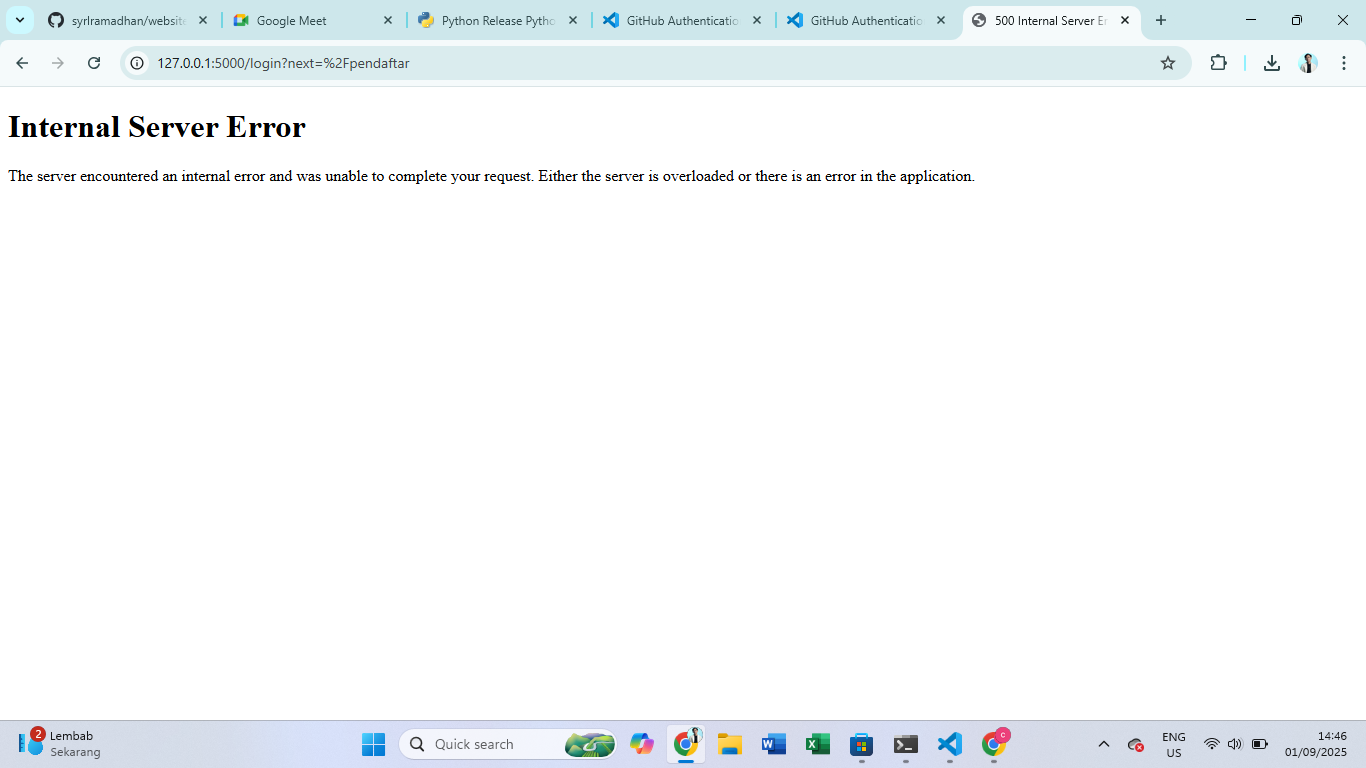 syrlramadhan/website
Google Meet
Python Release Pytho
GitHub Authenticatio
GitHub Authenticatio
500 Internal Server Er
127.0.0.1:5000/login?next=%2Fpendaftar
Internal Server Error
The server encountered an internal error and was unable to complete your request. Either the server is overloaded or there is an error in the application.
2
Lembab
Sekarang
Quick search
W
X
c
ENG
US
14:46
01/09/2025